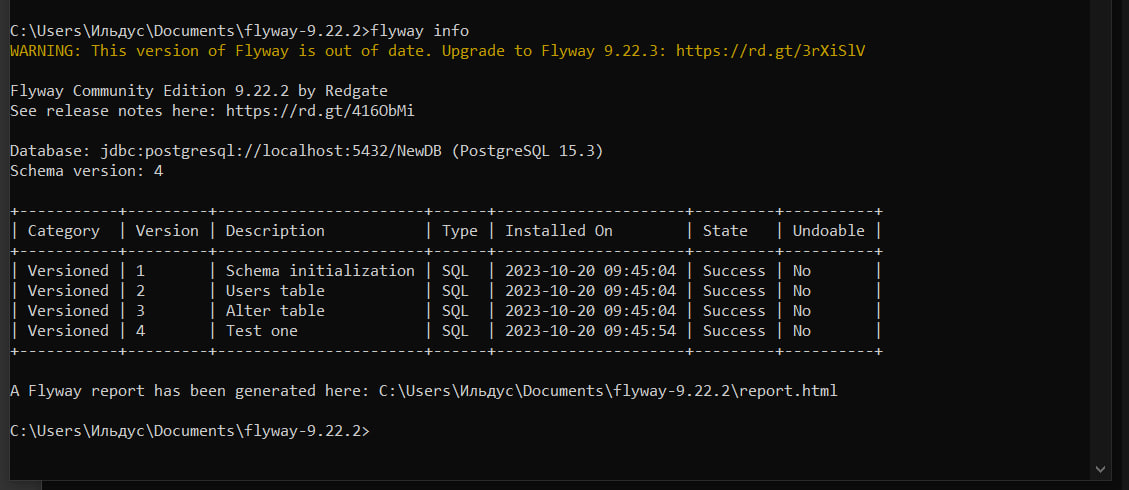 C:\Users\Ильдус\Documents\flyway-9.22.2>flyway info
WARNING: This version of Flyway is out of date. Upgrade to Flyway 9.22.3: https://rd.gt/3rXiSlV
Flyway Community Edition 9.22.2 by Redgate
See release notes here: https://rd.gt/416ObMi
Database: jdbc:postgresql://localhost:5432/NewDB (PostgreSQL 15.3)
Schema version: 4
+-----------+---------+-----------------------+------+---------------------+---------+----------+
| Category  | Version | Description           | Type | Installed On        | State   | Undoable |
+-----------+---------+-----------------------+------+---------------------+---------+----------+
| Versioned | 1       | Schema initialization | SQL  | 2023-10-20 09:45:04 | Success | No       |
| Versioned | 2       | Users table           | SQL  | 2023-10-20 09:45:04 | Success | No       |
| Versioned | 3       | Alter table           | SQL  | 2023-10-20 09:45:04 | Success | No       |
| Versioned | 4       | Test one              | SQL  | 2023-10-20 09:45:54 | Success | No       |
+-----------+---------+-----------------------+------+---------------------+---------+----------+
A Flyway report has been generated here: C:\Users\Ильдус\Documents\flyway-9.22.2\report.html
C:\Users\Ильдус\Documents\flyway-9.22.2>